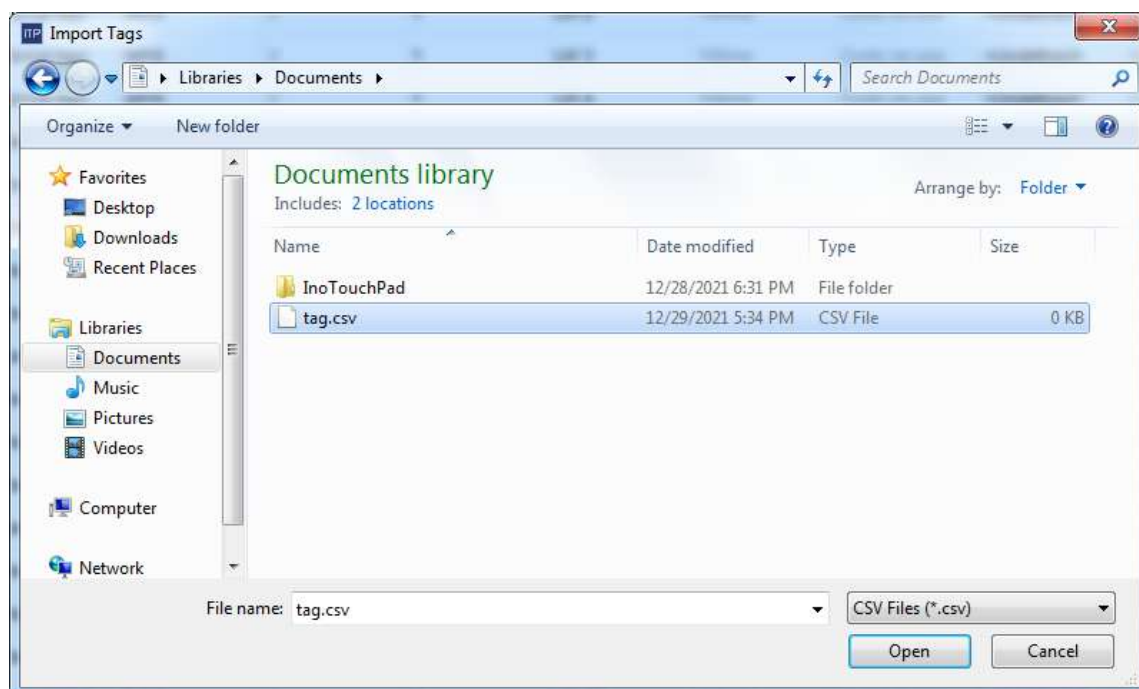 ITP Import Tags
Libraries Documents
Search Documents
Organize New folder
Favorites
Desktop
Downloads
Recent Places
Libraries
Documents
Music
Pictures
Videos
Computer
Network
Documents library
Includes: 2 locations
Arrange by: Folder
Name Date modified Type Size
InoTouchPad 12/28/2021 6:31 PM File folder
tag.csv 12/29/2021 5:34 PM CSV File 0 KB
File name: tag.csv CSV Files (*.csv)
Open Cancel